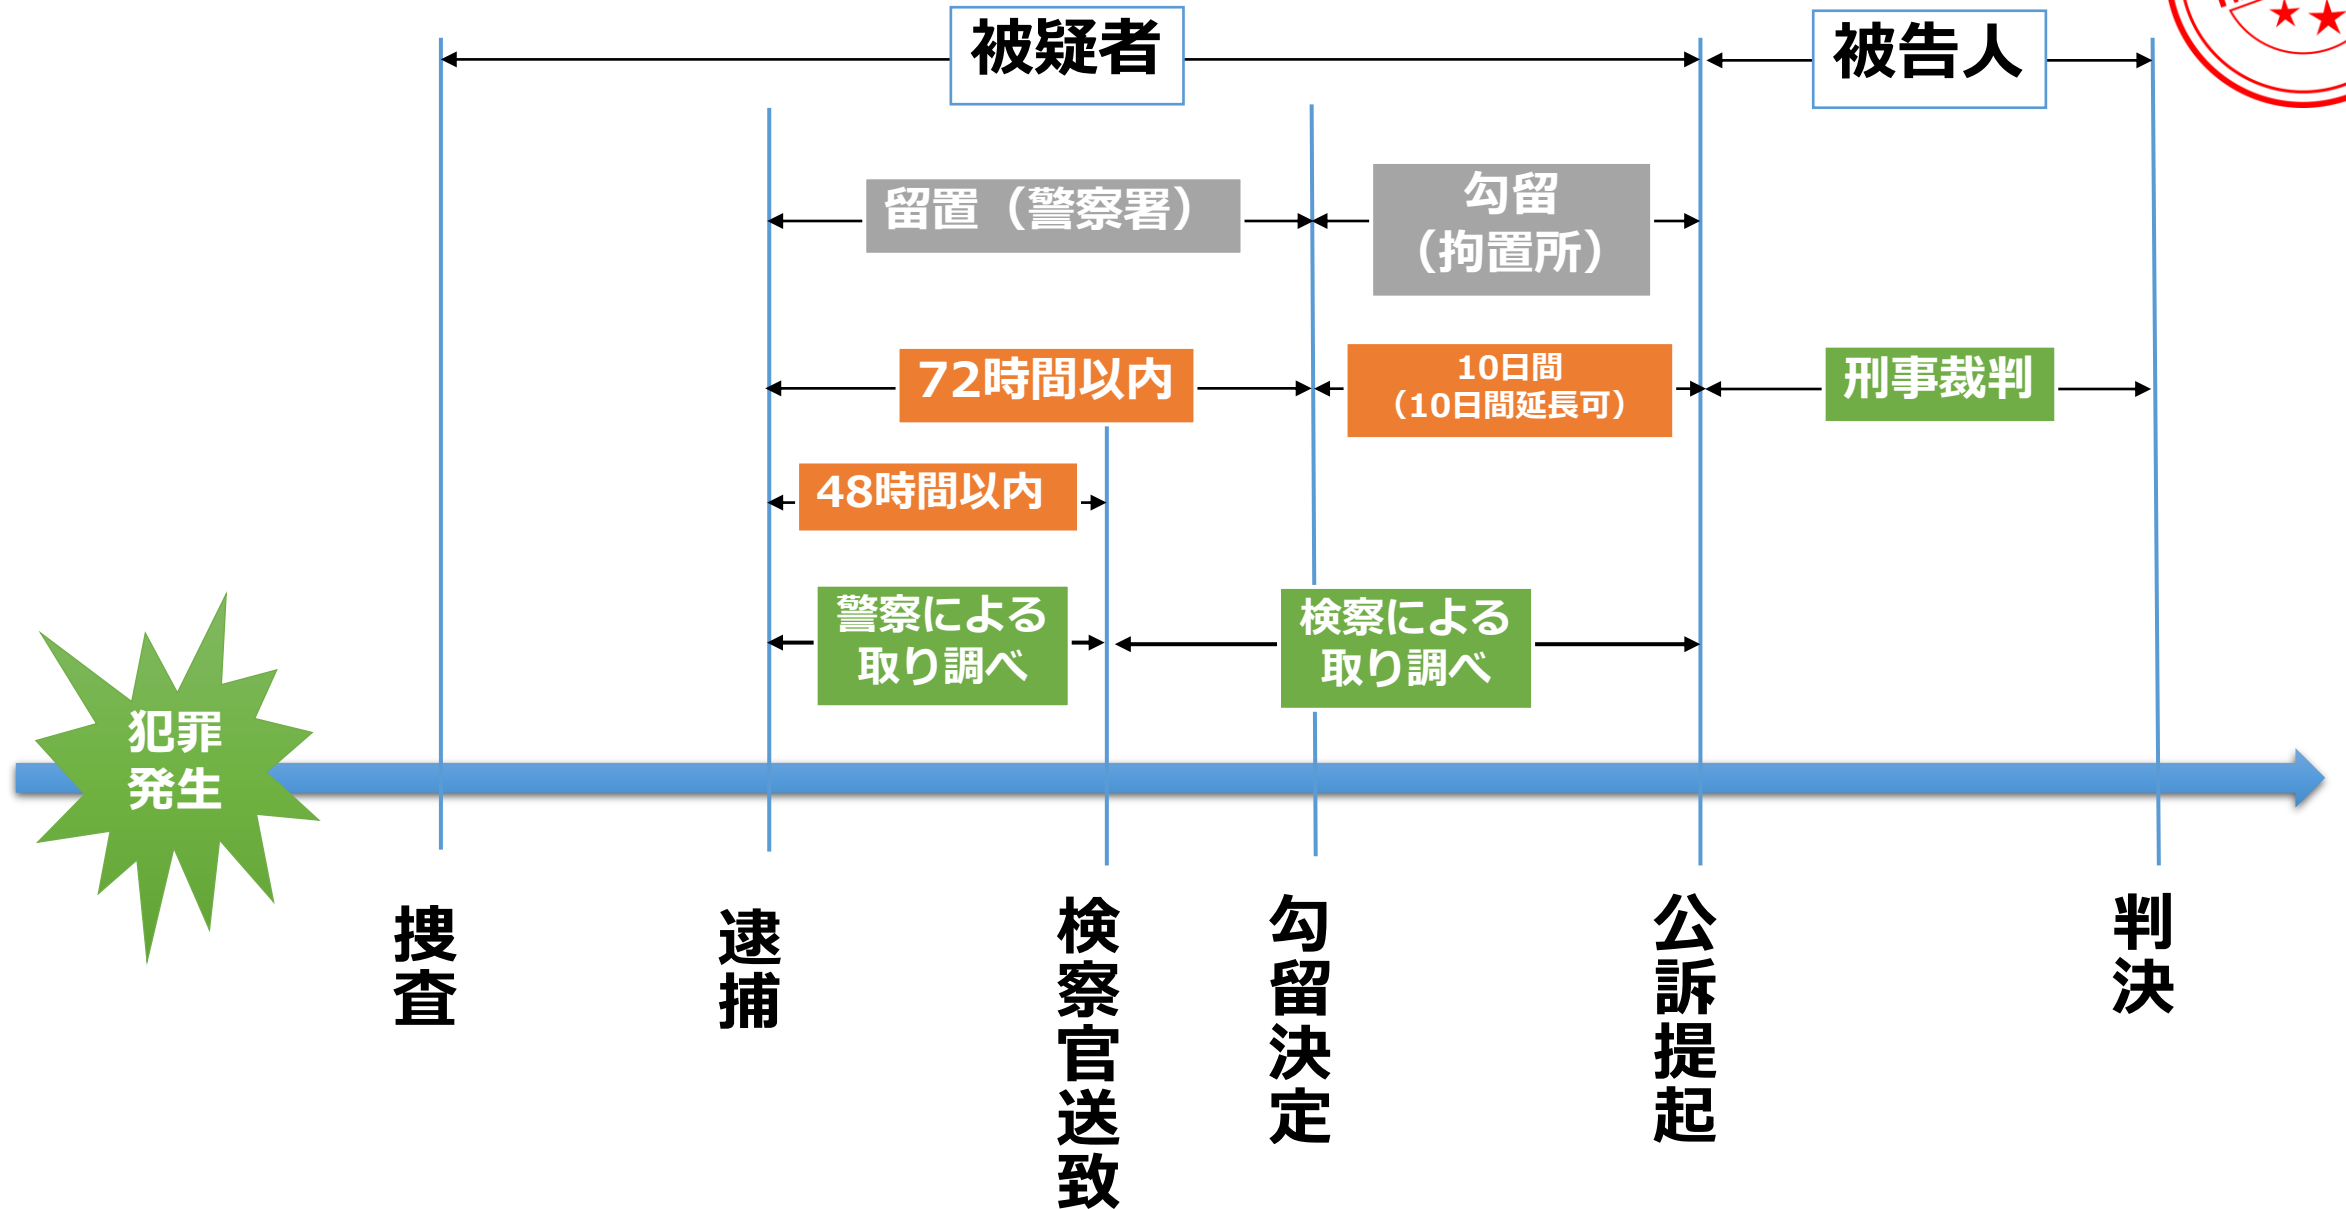 被疑者
被告人
留置（警察署）
勾留
（拘置所）
72時間以内
10日間
（10日間延長可）
刑事裁判
48時間以内
警察による
取り調べ
検察による
取り調べ
犯罪
発生
捜査
逮捕
検察官送致
勾留決定
公訴提起
判決